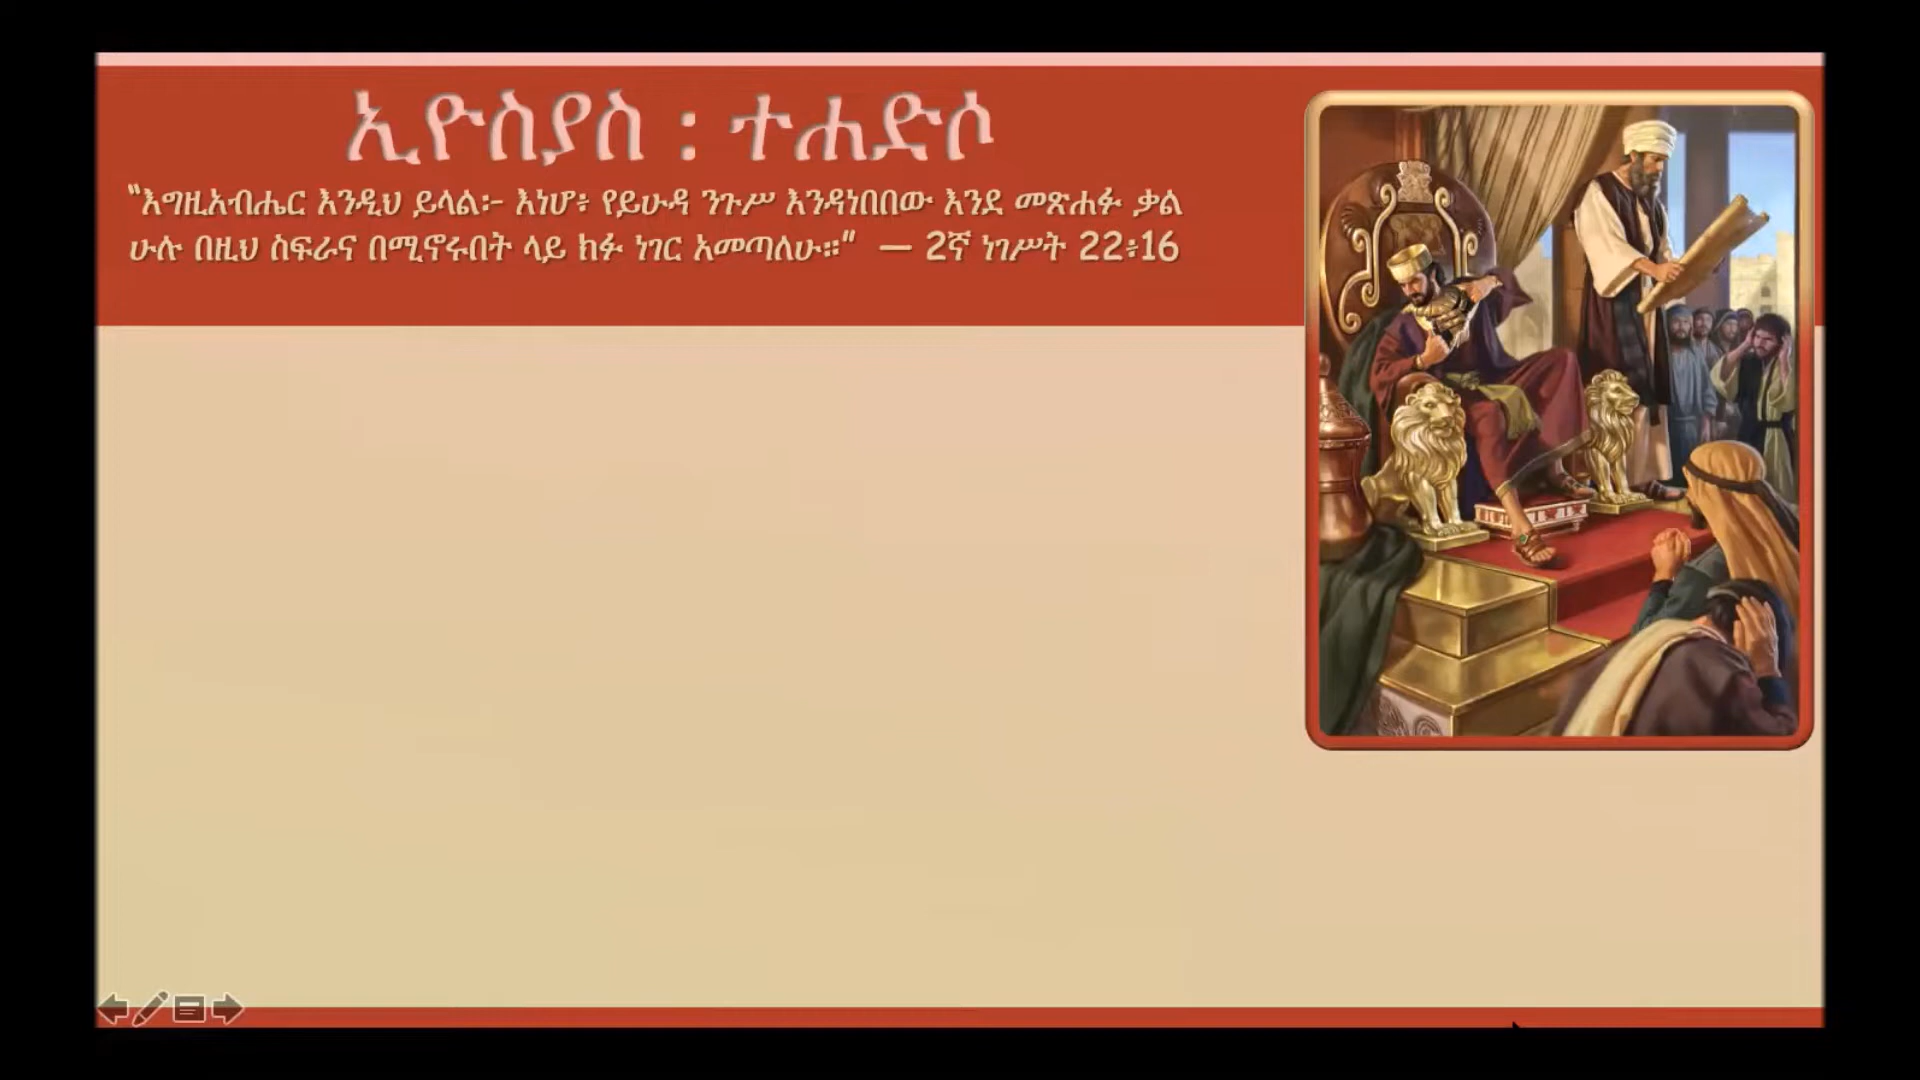 ኢዮስያስ : ተሐድሶ
“እግዚአብሔር እንዲህ ይላል፦ እነሆ፥ የይሁዳ ንጉሥ እንዳነበበው እንደ መጽሐፉ ቃል
ሁሉ በዚህ ስፍራና በሚኖሩበት ላይ ክፉ ነገር አመጣለሁ።” — 2ኛ ነገሥት 22፥16